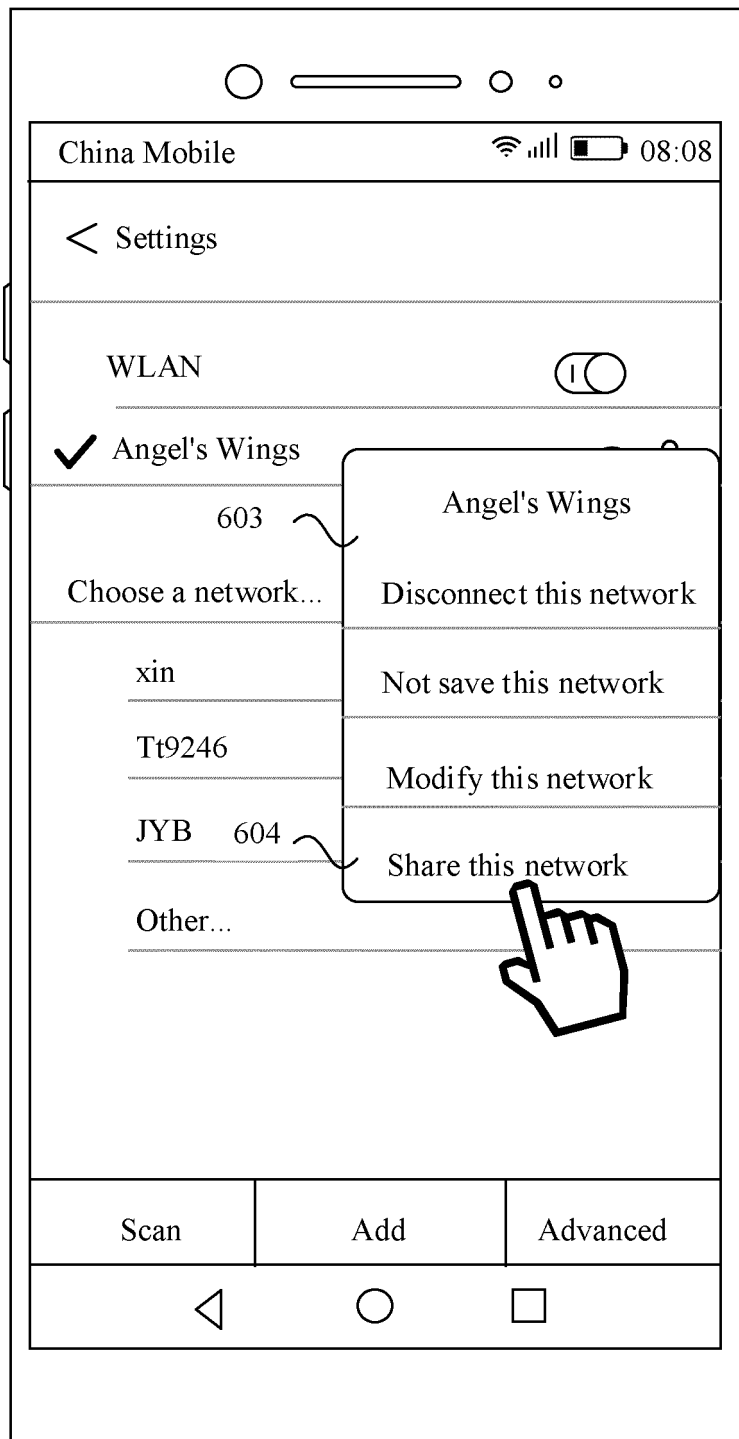 China Mobile 08:08
< Settings
WLAN
Angel's Wings
603
Angel's Wings
Choose a network...
Disconnect this network
xin
Not save this network
Tt9246
Modify this network
JYB
604
Share this network
Other...
Scan Add Advanced